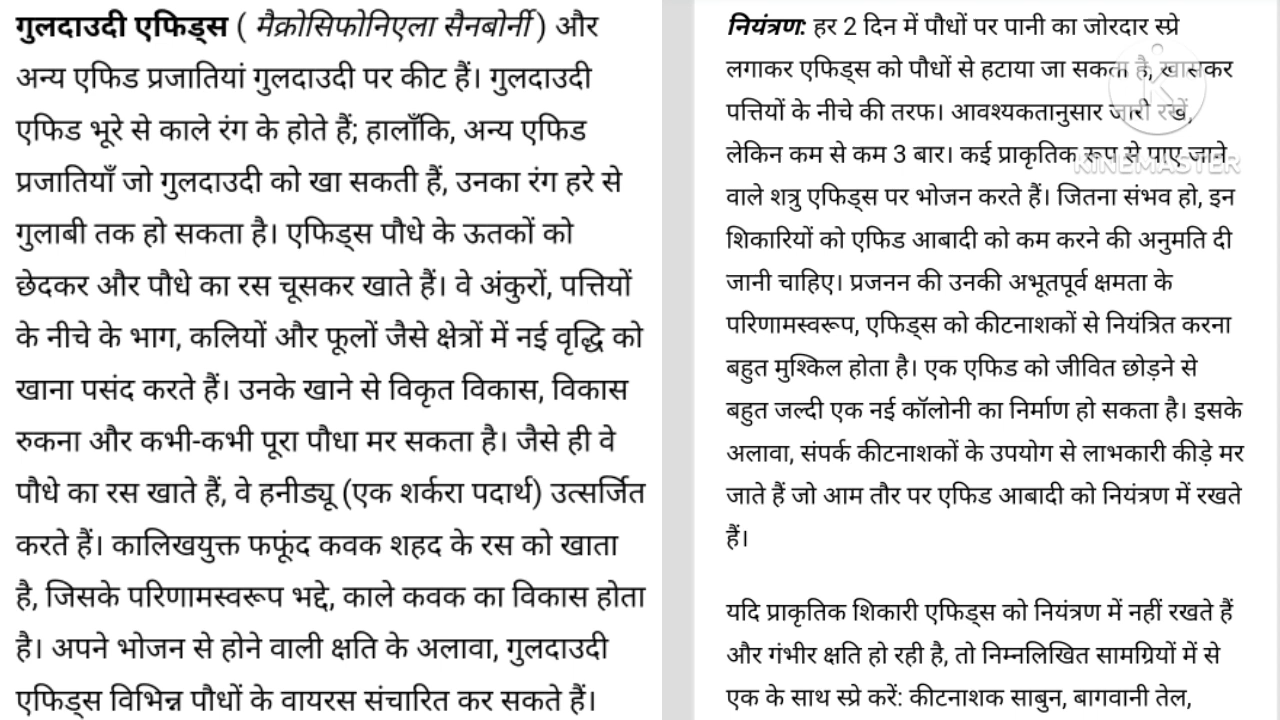 गुलदाउदी एफिड्स ( मैक्रोसिफोनिएला सैनबोर्नी ) और
अन्य एफिड प्रजातियां गुलदाउदी पर कीट हैं। गुलदाउदी
एफिड भूरे से काले रंग के होते हैं; हालाँकि, अन्य एफिड
प्रजातियाँ जो गुलदाउदी को खा सकती हैं, उनका रंग हरे से
गुलाबी तक हो सकता है। एफिड्स पौधे के ऊतकों को
छेदकर और पौधे का रस चूसकर खाते हैं। वे अंकुरों, पत्तियों
के नीचे के भाग, कलियों और फूलों जैसे क्षेत्रों में नई वृद्धि को
खाना पसंद करते हैं। उनके खाने से विकृत विकास, विकास
रुकना और कभी-कभी पूरा पौधा मर सकता है। जैसे ही वे
पौधे का रस खाते हैं, वे हनीड्यू (एक शर्करा पदार्थ) उत्सर्जित
करते हैं। कालिखयुक्त फफूंद कवक शहद के रस को खाता
है, जिसके परिणामस्वरूप भद्दे, काले कवक का विकास होता
है। अपने भोजन से होने वाली क्षति के अलावा, गुलदाउदी
एफिड्स विभिन्न पौधों के वायरस संचारित कर सकते हैं।
नियंत्रण: हर 2 दिन में पौधों पर पानी का जोरदार स्प्रे
लगाकर एफिड्स को पौधों से हटाया जा सकता है, खासकर
पत्तियों के नीचे की तरफ। आवश्यकतानुसार जारी रखें,
लेकिन कम से कम 3 बार। कई प्राकृतिक रूप से पाए जाने
वाले शत्रु एफिड्स पर भोजन करते हैं। जितना संभव हो, इन
शिकारियों को एफिड आबादी को कम करने की अनुमति दी
जानी चाहिए। प्रजनन की उनकी अभूतपूर्व क्षमता के
परिणामस्वरूप, एफिड्स को कीटनाशकों से नियंत्रित करना
बहुत मुश्किल होता है। एक एफिड को जीवित छोड़ने से
बहुत जल्दी एक नई कॉलोनी का निर्माण हो सकता है। इसके
अलावा, संपर्क कीटनाशकों के उपयोग से लाभकारी कीड़े मर
जाते हैं जो आम तौर पर एफिड आबादी को नियंत्रण में रखते
हैं।
यदि प्राकृतिक शिकारी एफिड्स को नियंत्रण में नहीं रखते हैं
और गंभीर क्षति हो रही है, तो निम्नलिखित सामग्रियों में से
एक के साथ स्प्रे करें: कीटनाशक साबुन, बागवानी तेल,
K
KINEMASTER